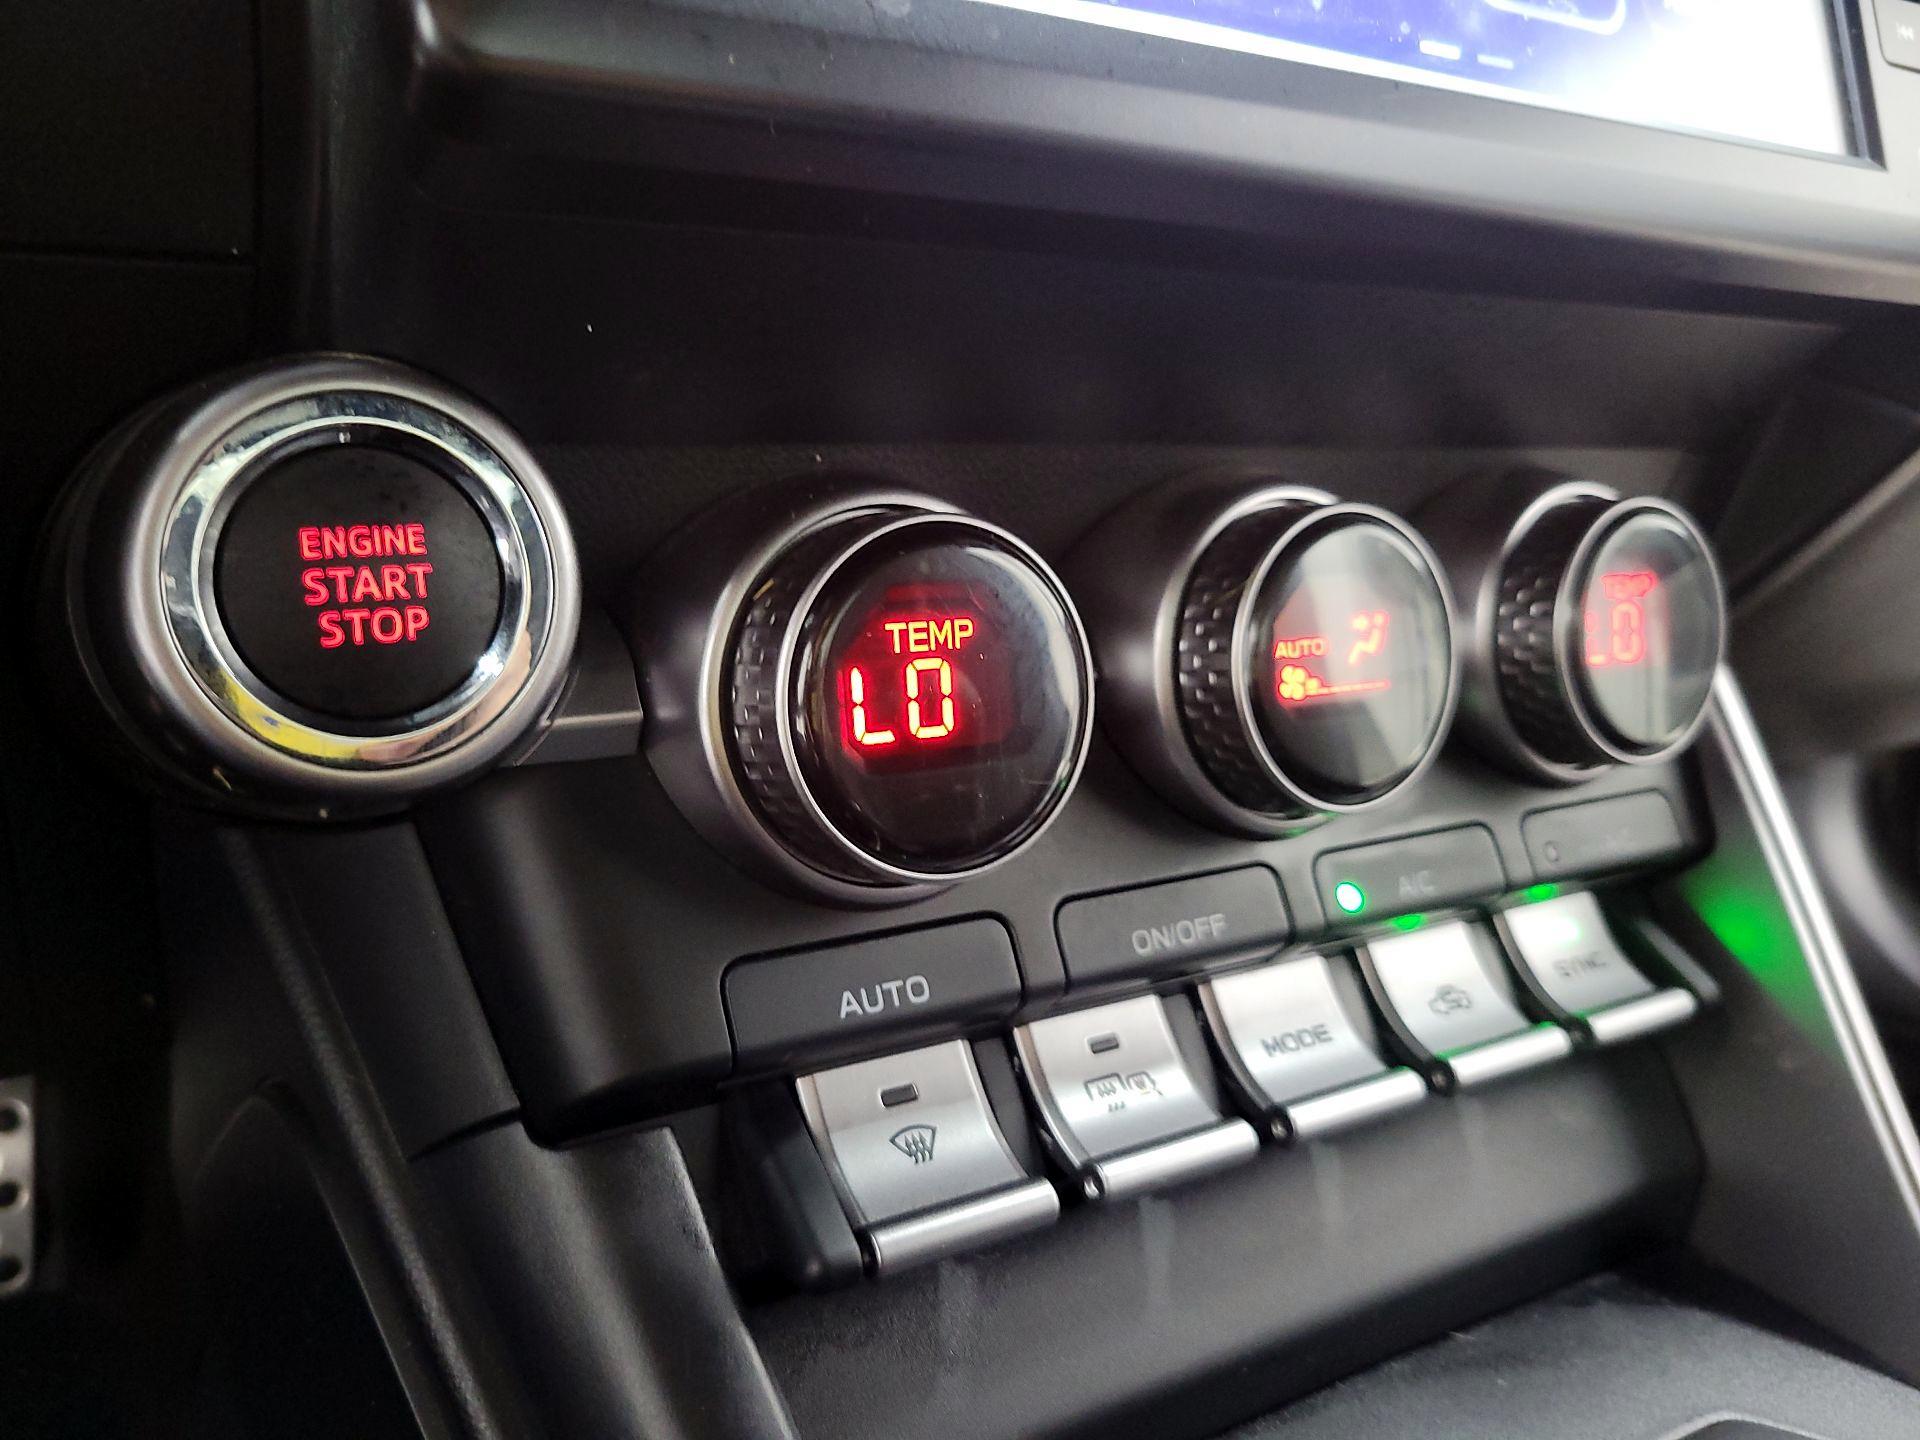 ENGINE
START
STOP
TEMP
LO
AUTO
TEMP
LO
AUTO
ON/OFF
A/C
MODE
SYNC